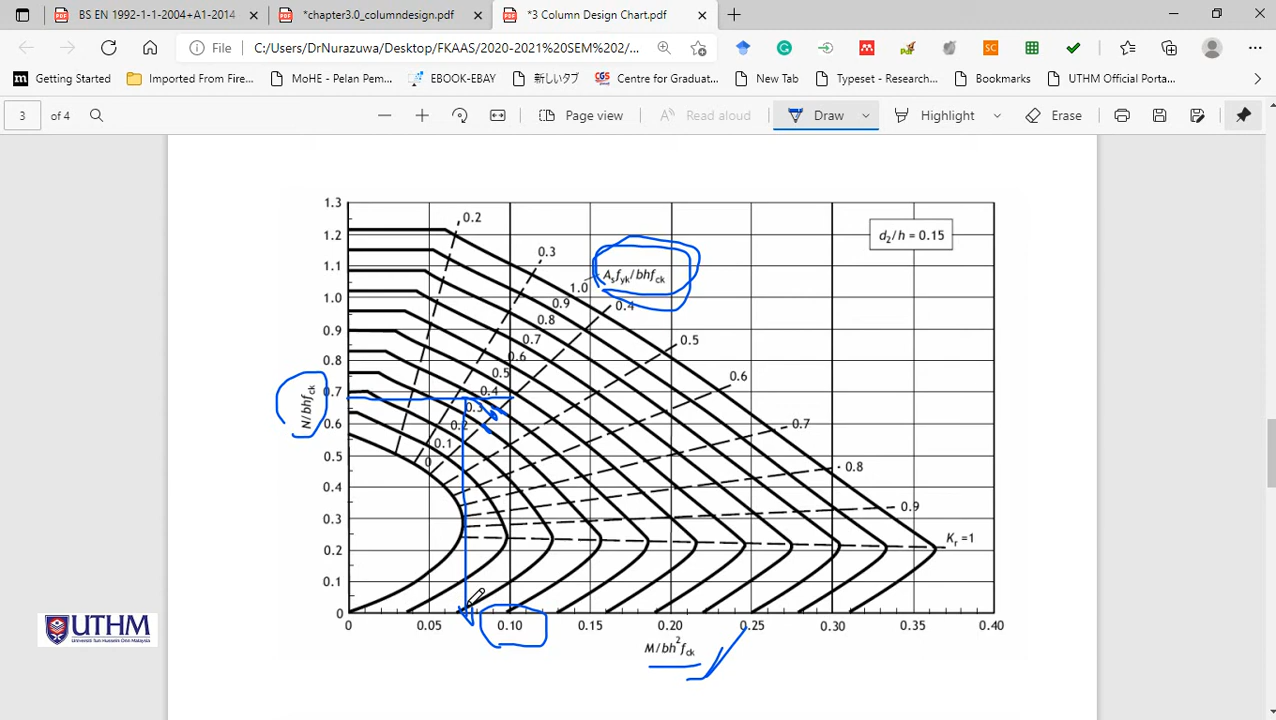 BS EN 1992-1-1-2004+A1-2014
*chapter3.0_columndesign.pdf
*3 Column Design Chart.pdf
File
C:/Users/DrNurazuwa/Desktop/FKAAS/2020-2021%20SEM%202/...
Getting Started
Imported From Fire...
MoHE - Pelan Pem...
EBOOK-EBAY
新しいタブ
CGS
Centre for Graduat...
New Tab
Typeset - Research...
Bookmarks
UTHM Official Porta...
3
of 4
Page view
Read aloud
Draw
Highlight
Erase
1.3
1.2
1.1
1.0
0.9
0.8
0.7
0.6
0.5
0.4
0.3
0.2
0.1
0
N/bhfck
0.2
0.3
0.4
0.5
0.6
0.7
0.8
0.9
Kr = 1
d2/h = 0.15
Asfyk/bhfck
1.0
0.9
0.8
0.7
0.6
0.5
0.4
0.3
0.2
0.1
0
0
0.05
0.10
0.15
0.20
0.25
0.30
0.35
0.40
M/bh²fck
UTHM
Universiti Tun Hussein Onn Malaysia